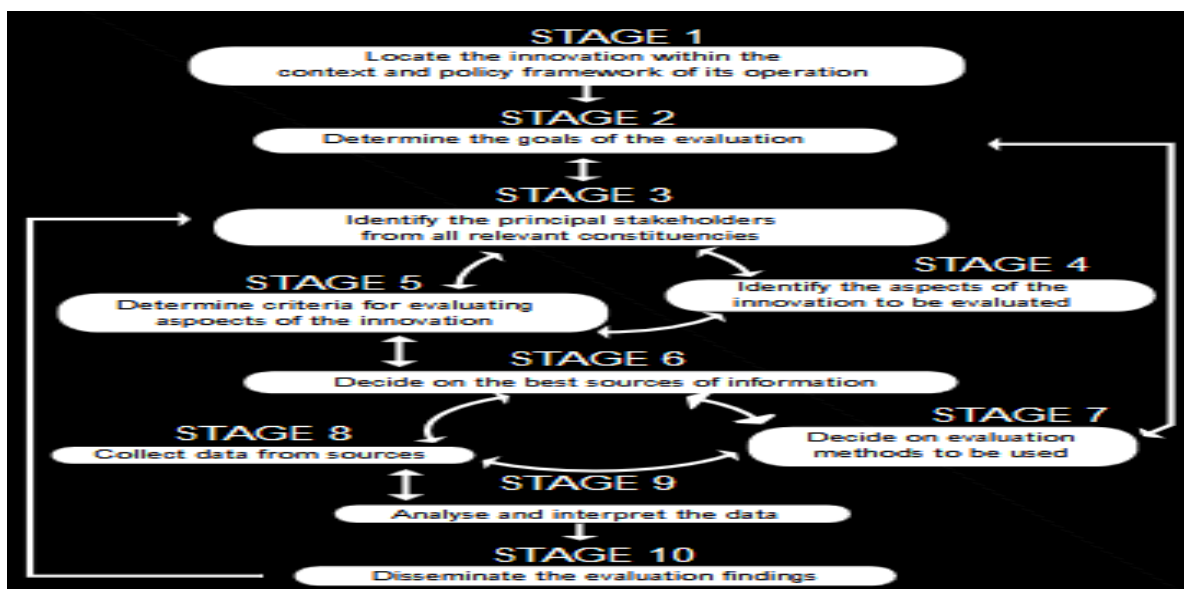 STAGE 1
Locate the innovation within the
context and policy framework of its operation
STAGE 2
Determine the goals of the evaluation
STAGE 3
Identify the principal stakeholders
from all relevant constituencies
STAGE 4
Identify the aspects of the
innovation to be evaluated
STAGE 5
Determine criteria for evaluating
aspoects of the innovation
STAGE 6
Decide on the best sources of information
STAGE 7
Decide on evaluation
methods to be used
STAGE 8
Collect data from sources
STAGE 9
Analyse and interpret the data
STAGE 10
Disseminate the evaluation findings